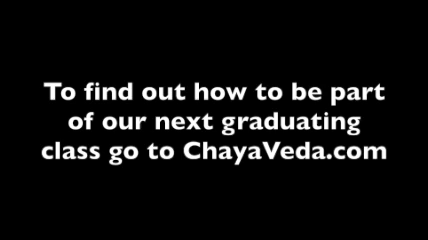 To find out how to be part
of our next graduating
class go to ChayaVeda.com